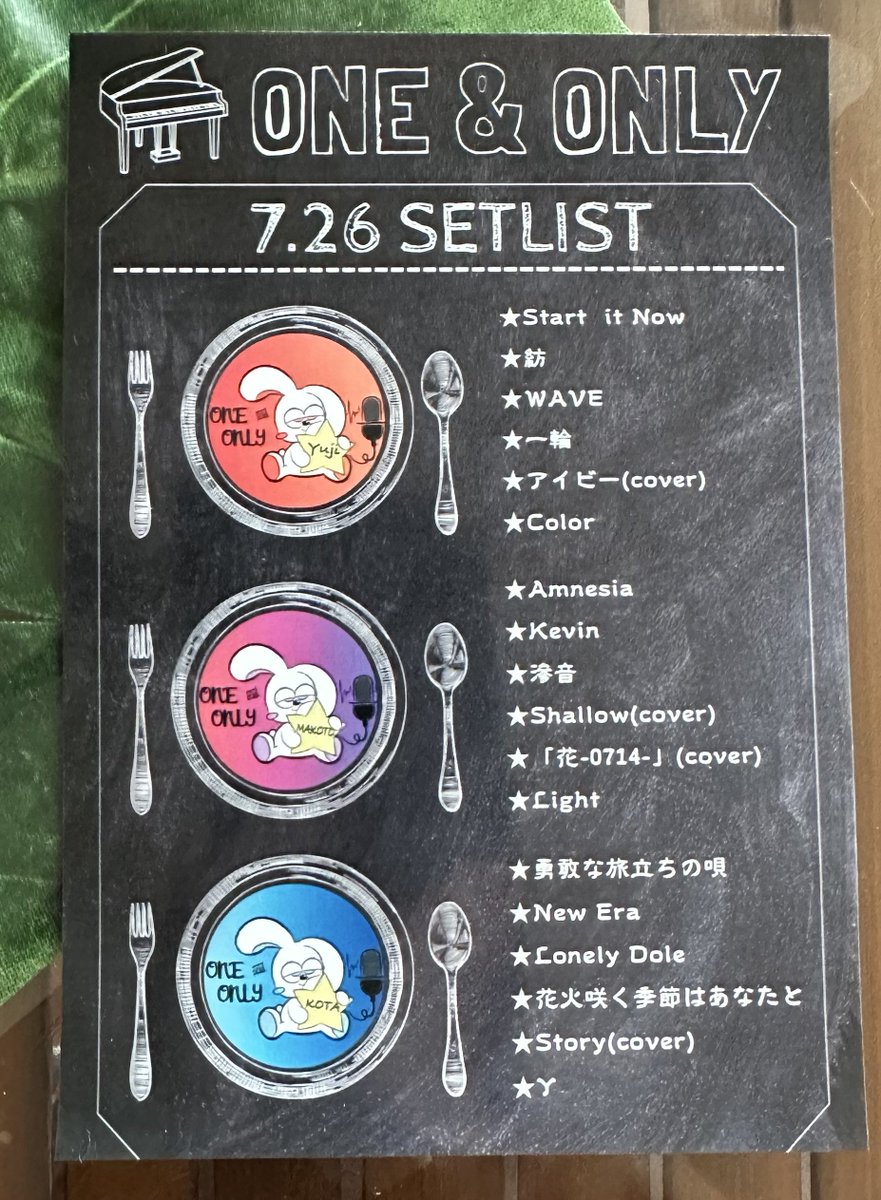 ONE & ONLY
7.26 SETLIST
ONE
ONLY
Yuji
★Start it Now
★紡
★WAVE
★一輪
★アイビー(cover)
★Color
ONE
ONLY
MAKOTO
★Amnesia
★Kevin
★滲音
★Shallow(cover)
★「花-0714-」(cover)
★Light
ONE
ONLY
KOTA
★勇敢な旅立ちの唄
★New Era
★Lonely Dole
★花火咲く季節はあなたと
★Story(cover)
★Y